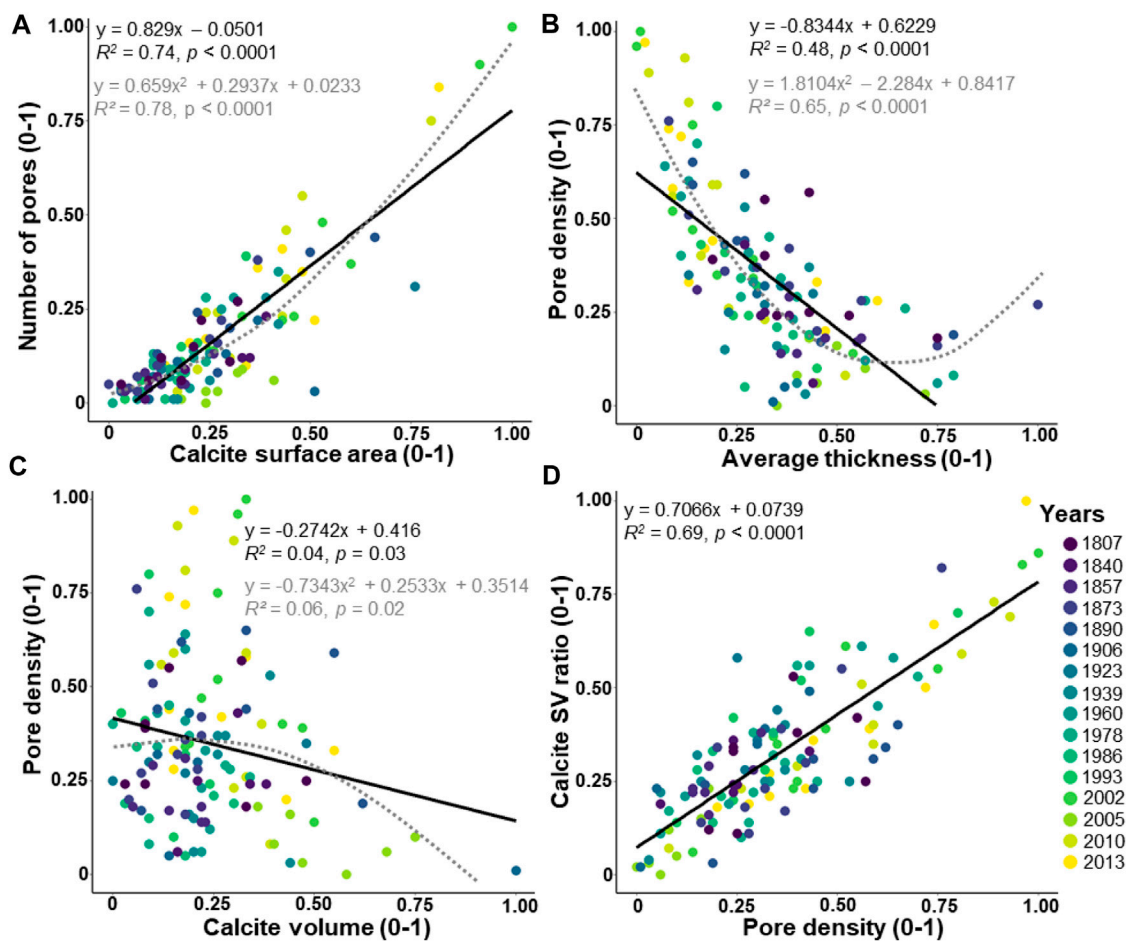 A
y = 0.829x – 0.0501
R² = 0.74, p < 0.0001
y = 0.659x² + 0.2937x + 0.0233
R² = 0.78, p < 0.0001
Number of pores (0-1)
1.00
0.75
0.50
0.25
0
0 0.25 0.50 0.75 1.00
Calcite surface area (0-1)
B
y = -0.8344x + 0.6229
R² = 0.48, p < 0.0001
y = 1.8104x² – 2.284x + 0.8417
R² = 0.65, p < 0.0001
Pore density (0-1)
1.00
0.75
0.50
0.25
0
0 0.25 0.50 0.75 1.00
Average thickness (0-1)
C
y = -0.2742x + 0.416
R² = 0.04, p = 0.03
y = -0.7343x² + 0.2533x + 0.3514
R² = 0.06, p = 0.02
Pore density (0-1)
1.00
0.75
0.50
0.25
0
0 0.25 0.50 0.75 1.00
Calcite volume (0-1)
D
y = 0.7066x + 0.0739
R² = 0.69, p < 0.0001
Calcite SV ratio (0-1)
1.00
0.75
0.50
0.25
0
0 0.25 0.50 0.75 1.00
Pore density (0-1)
Years
1807
1840
1857
1873
1890
1906
1923
1939
1960
1978
1986
1993
2002
2005
2010
2013